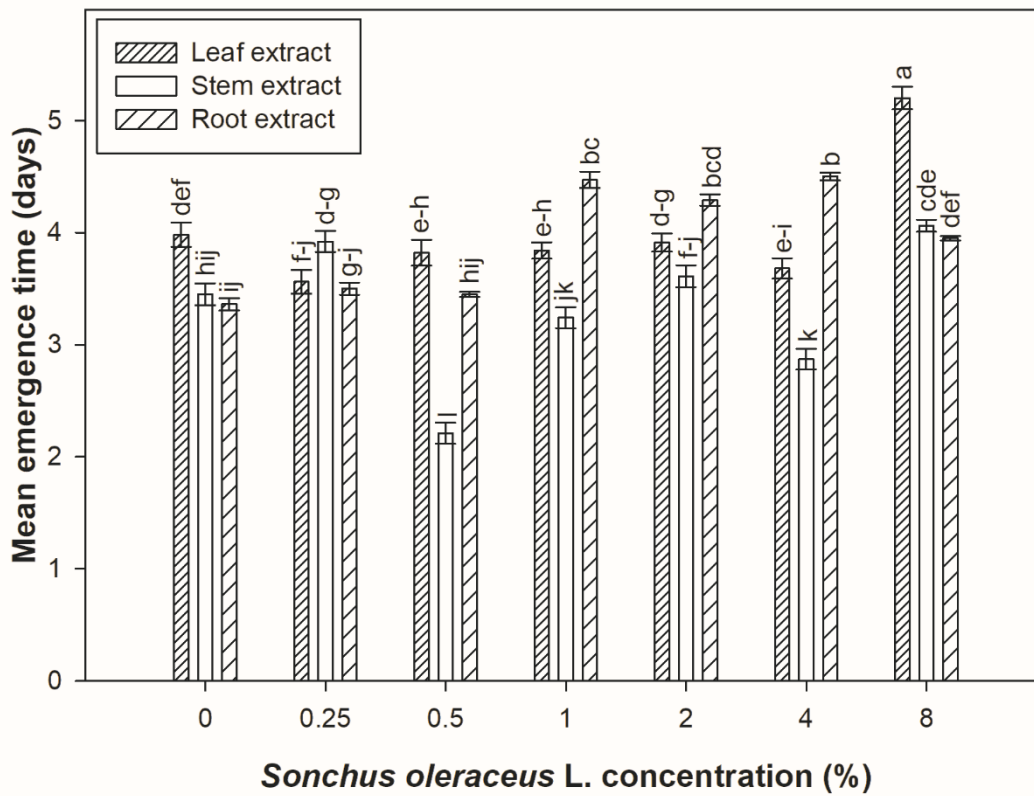 Leaf extract
Stem extract
Root extract
Mean emergence time (days)
5
4
3
2
1
0
def
hij
ij
f-j
d-g
g-j
e-h
l
hij
e-h
jk
bc
d-g
f-j
bcd
e-i
k
b
a
cde
def
0 0.25 0.5 1 2 4 8
Sonchus oleraceus L. concentration (%)